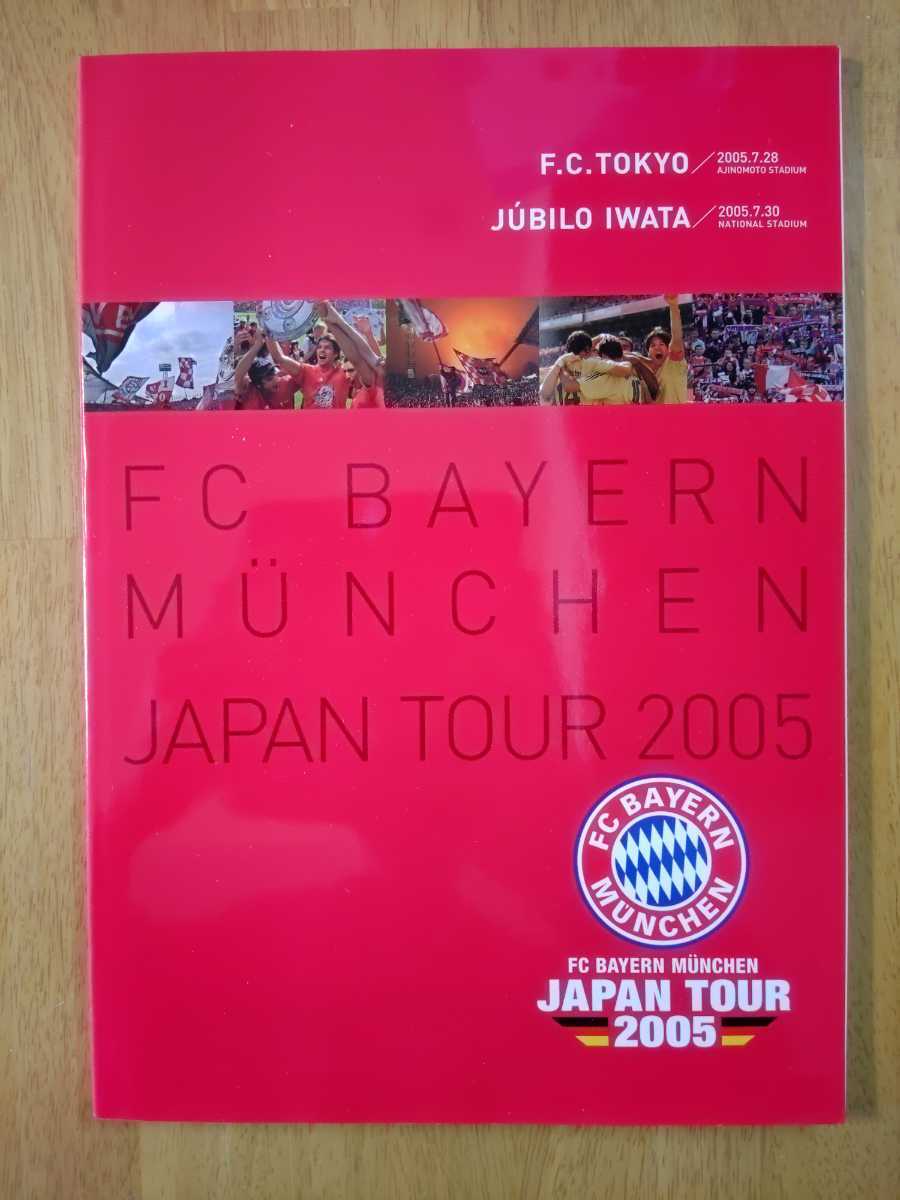 F.C.TOKYO／2005.7.28
AJINOMOTO STADIUM
JÚBILO IWATA／2005.7.30
NATIONAL STADIUM
FC BAYERN
MÜNCHEN
JAPAN TOUR 2005
FC BAYERN
MÜNCHEN
FC BAYERN MÜNCHEN
JAPAN TOUR
2005